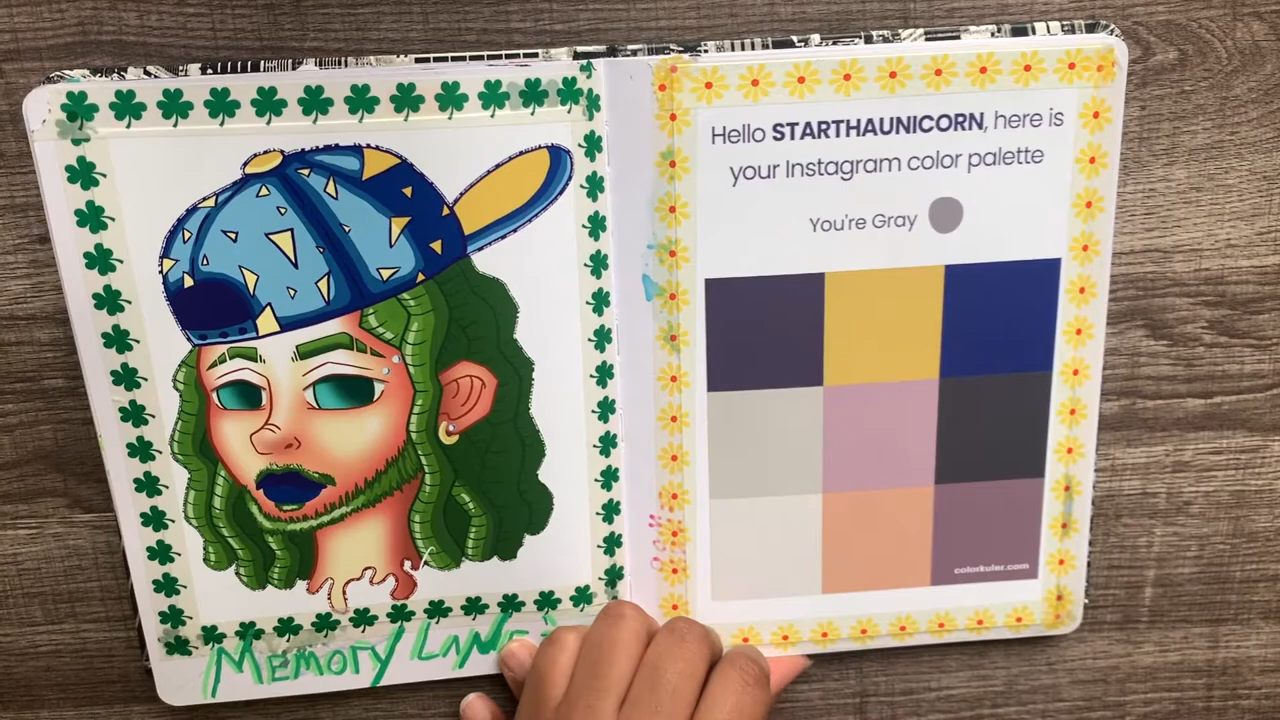 MEMORY LANE
Hello STARTHAUNICORN, here is
your Instagram color palette
You're Gray
colorkuler.com